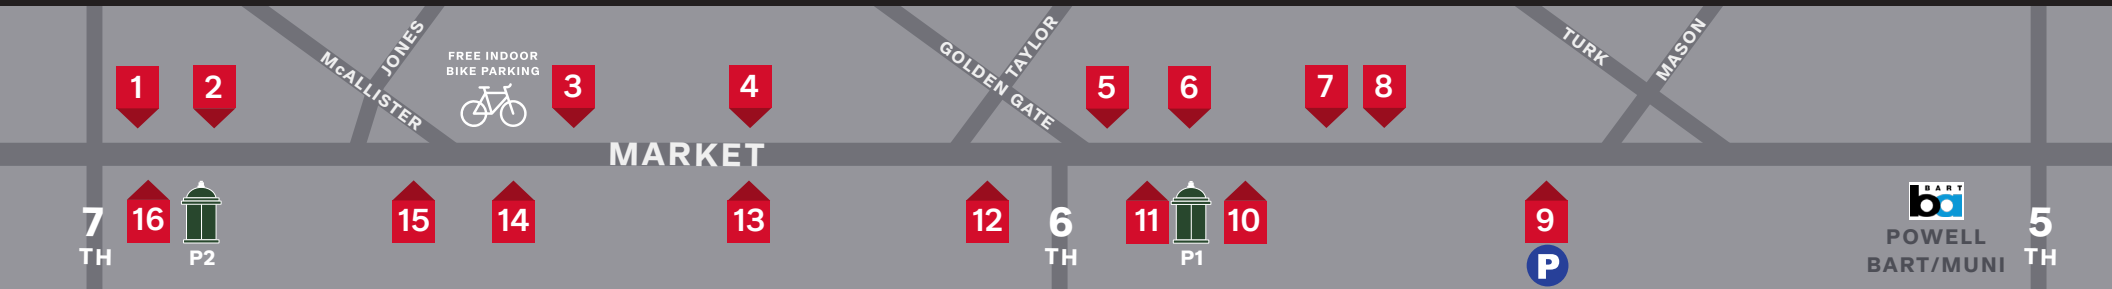 McALLISTER
JONES
FREE INDOOR
BIKE PARKING
GOLDEN GATE
TAYLOR
TURK
MASON
1
2
3
4
5
6
7
8
MARKET
7
TH
16
P2
15
14
13
12
6
TH
11
P1
10
9
P
BART
ba
POWELL
BART/MUNI
5
TH